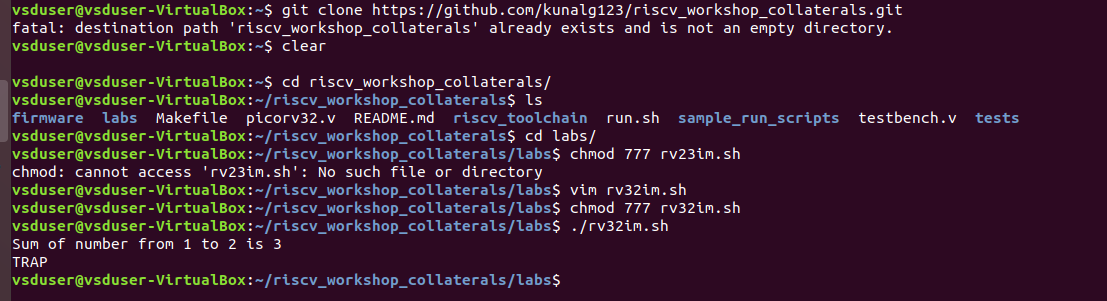 vsduser@vsduser-VirtualBox:~$ git clone https://github.com/kunalg123/riscv_workshop_collaterals.git
fatal: destination path 'riscv_workshop_collaterals' already exists and is not an empty directory.
vsduser@vsduser-VirtualBox:~$ clear
vsduser@vsduser-VirtualBox:~$ cd riscv_workshop_collaterals/
vsduser@vsduser-VirtualBox:~/riscv_workshop_collaterals$ ls
firmware labs Makefile picorv32.v README.md riscv_toolchain run.sh sample_run_scripts testbench.v tests
vsduser@vsduser-VirtualBox:~/riscv_workshop_collaterals$ cd labs/
vsduser@vsduser-VirtualBox:~/riscv_workshop_collaterals/labs$ chmod 777 rv23im.sh
chmod: cannot access 'rv23im.sh': No such file or directory
vsduser@vsduser-VirtualBox:~/riscv_workshop_collaterals/labs$ vim rv32im.sh
vsduser@vsduser-VirtualBox:~/riscv_workshop_collaterals/labs$ chmod 777 rv32im.sh
vsduser@vsduser-VirtualBox:~/riscv_workshop_collaterals/labs$ ./rv32im.sh
Sum of number from 1 to 2 is 3
TRAP
vsduser@vsduser-VirtualBox:~/riscv_workshop_collaterals/labs$